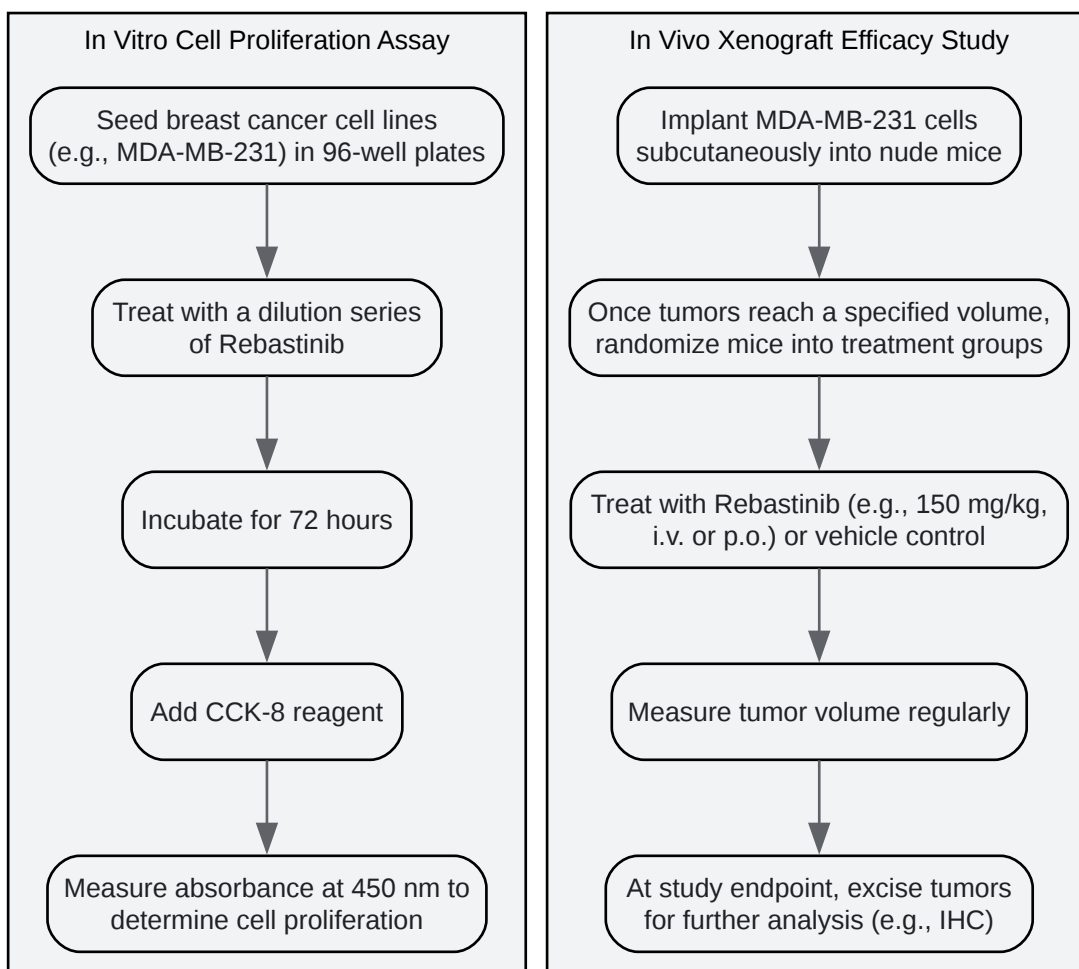 In Vitro Cell Proliferation Assay
Seed breast cancer cell lines
(e.g., MDA-MB-231) in 96-well plates
Treat with a dilution series
of Rebastinib
Incubate for 72 hours
Add CCK-8 reagent
Measure absorbance at 450 nm to
determine cell proliferation
In Vivo Xenograft Efficacy Study
Implant MDA-MB-231 cells
subcutaneously into nude mice
Once tumors reach a specified volume,
randomize mice into treatment groups
Treat with Rebastinib (e.g., 150 mg/kg,
i.v. or p.o.) or vehicle control
Measure tumor volume regularly
At study endpoint, excise tumors
for further analysis (e.g., IHC)